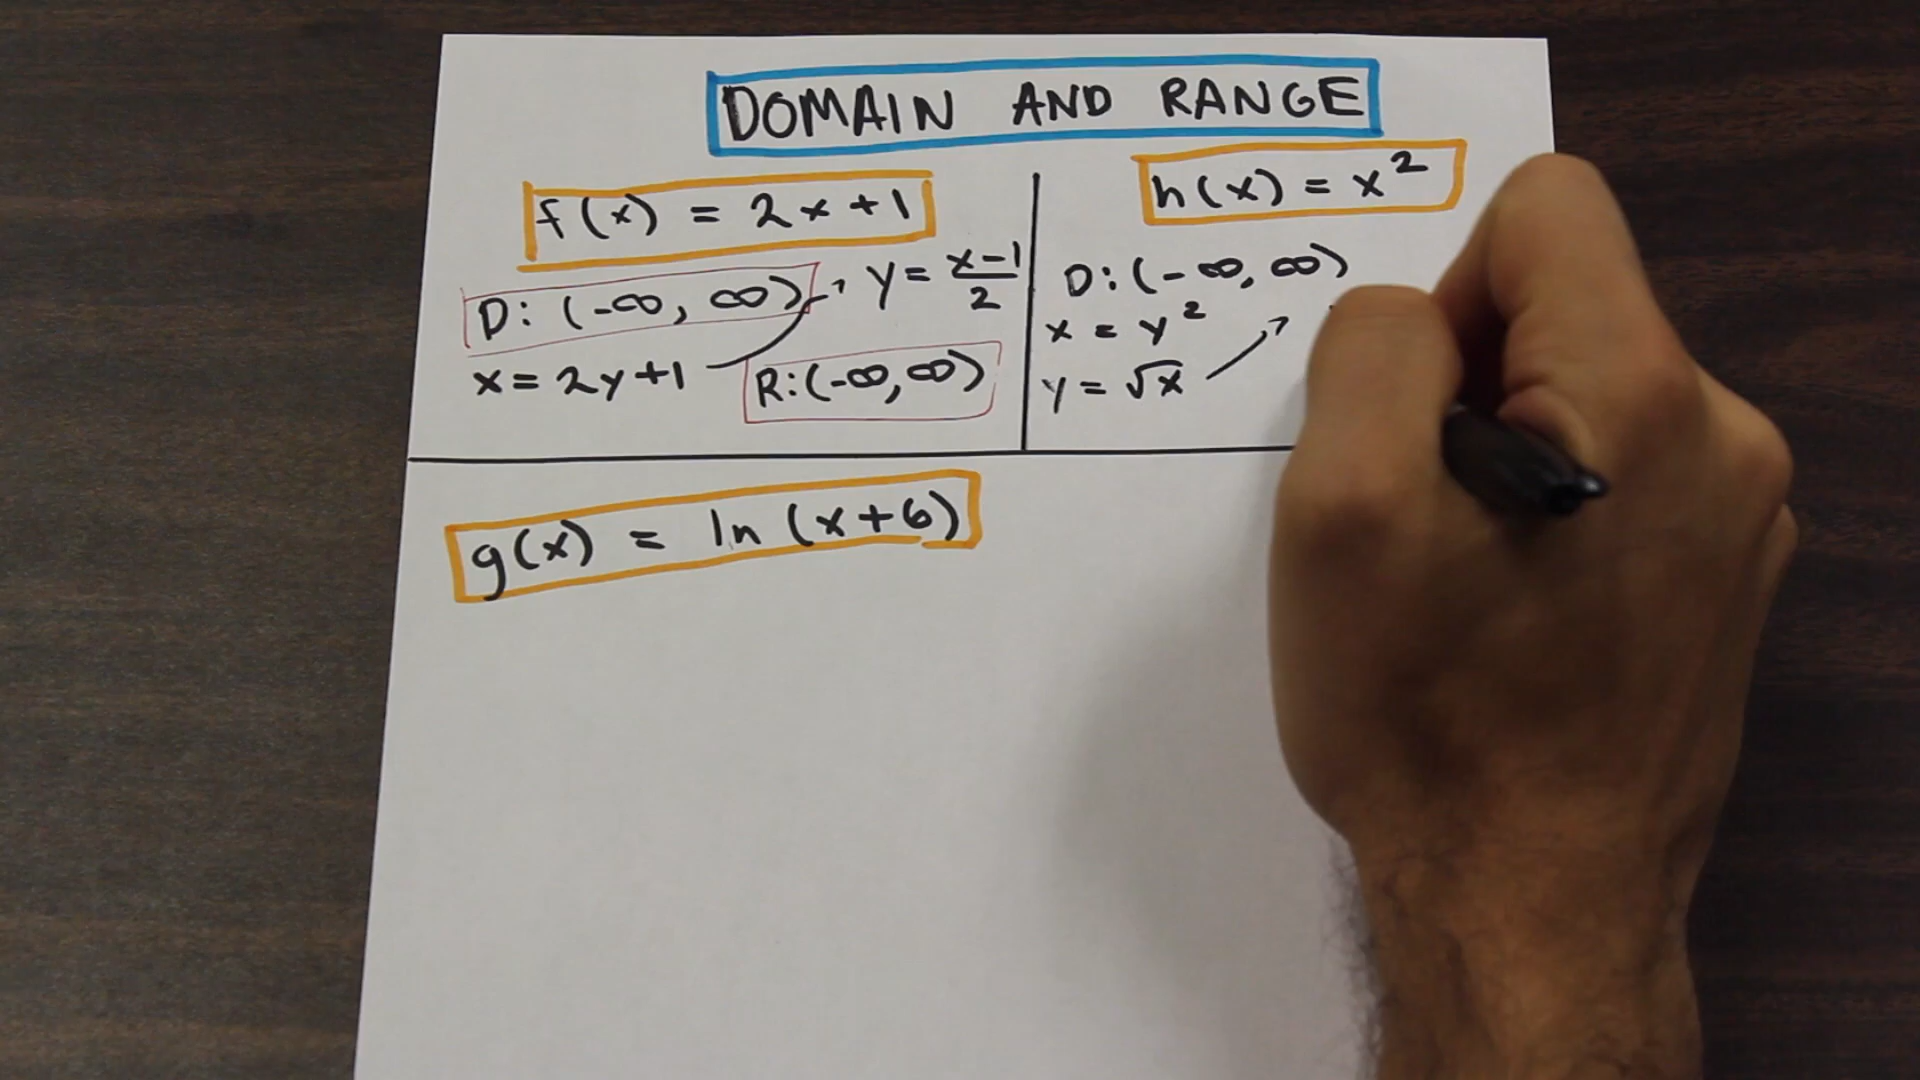 DOMAIN AND RANGE
f(x) = 2x+1
D: (-∞, ∞)
y = x-1/2
x = 2y+1
R: (-∞, ∞)
h(x) = x²
D: (-∞, ∞)
x = y²
y = √x
g(x) = ln (x+6)